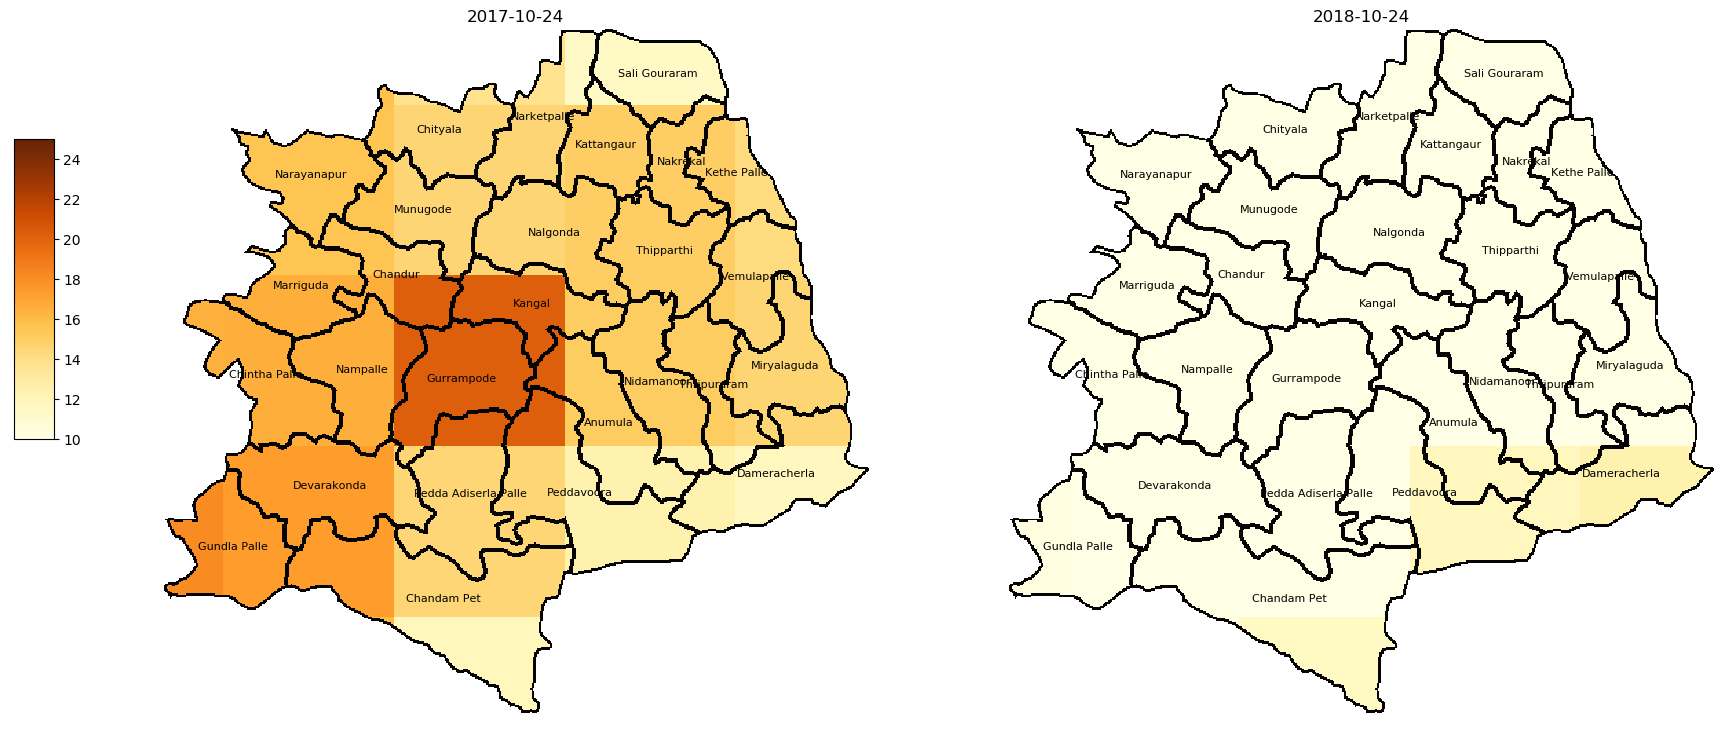 2017-10-24
Sali Gouraram
Chityala
Narketpalle
Kattangaur
Nakrekal
Kethe Palle
Narayanapur
Munugode
Nalgonda
Thipparthi
Chandur
Vemulapalle
Marriguda
Kangal
Chintha Palle
Nampalle
Gurrampode
Nidamanoor
Thripuraram
Miryalaguda
Anumula
Devarakonda
Pedda Adiserla Palle
Peddavoora
Dameracherla
Gundla Palle
Chandam Pet
24
22
20
18
16
14
12
10
2018-10-24
Sali Gouraram
Chityala
Narketpalle
Kattangaur
Nakrekal
Kethe Palle
Narayanapur
Munugode
Nalgonda
Thipparthi
Chandur
Vemulapalle
Marriguda
Kangal
Chintha Palle
Nampalle
Gurrampode
Nidamanoor
Thripuraram
Miryalaguda
Anumula
Devarakonda
Pedda Adiserla Palle
Peddavoora
Dameracherla
Gundla Palle
Chandam Pet